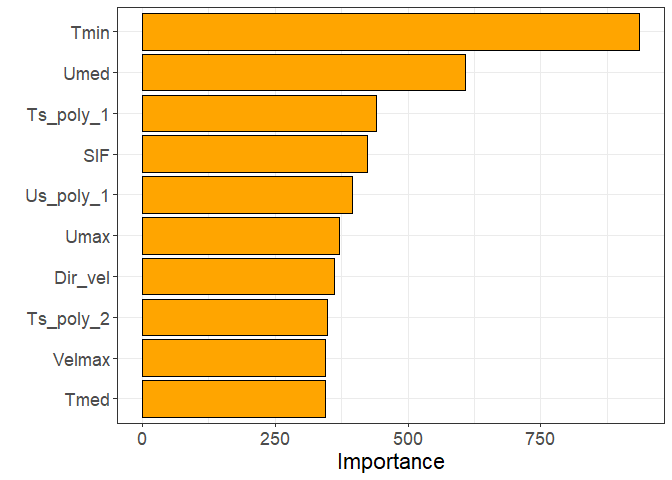 Tmin
Umed
Ts_poly_1
SIF
Us_poly_1
Umax
Dir_vel
Ts_poly_2
Velmax
Tmed
0 250 500 750
Importance